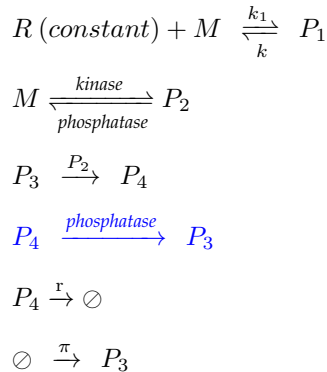 R (constant) + M k₁ ⇌ k P₁
M kinase ⇌ phosphatase P₂
P₃ P₂ → P₄
P₄ phosphatase → P₃
P₄ r → ⊘
⊘ π → P₃